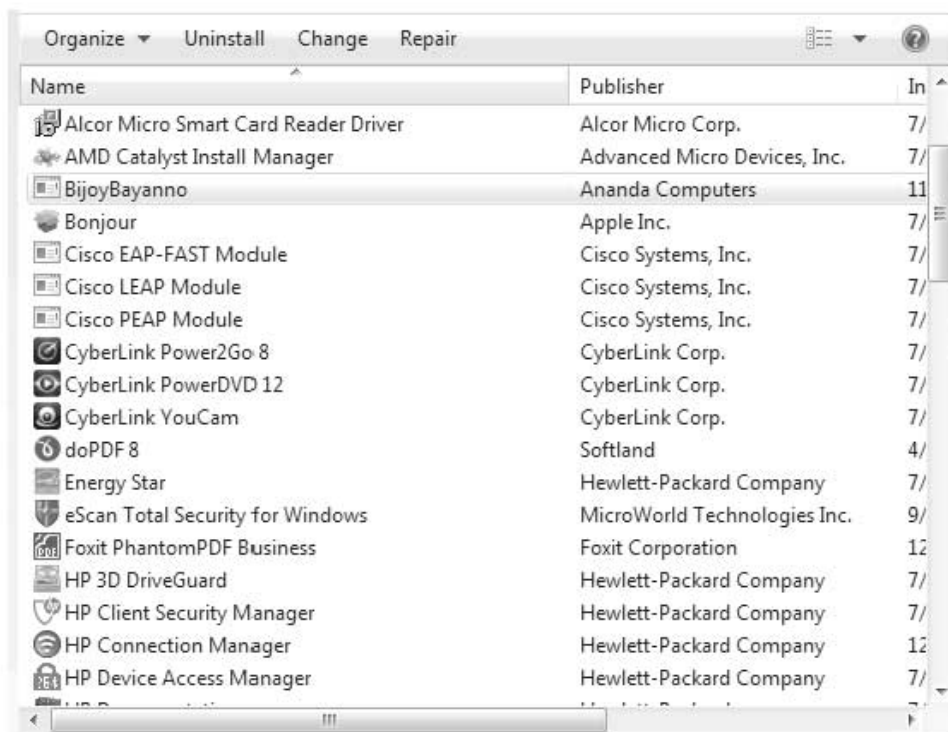 Organize Uninstall Change Repair
Name Publisher In
Alcor Micro Smart Card Reader Driver Alcor Micro Corp. 7/
AMD Catalyst Install Manager Advanced Micro Devices, Inc. 7/
BijoyBayanno Ananda Computers 11
Bonjour Apple Inc. 7/
Cisco EAP-FAST Module Cisco Systems, Inc. 7/
Cisco LEAP Module Cisco Systems, Inc. 7/
Cisco PEAP Module Cisco Systems, Inc. 7/
CyberLink Power2Go 8 CyberLink Corp. 7/
CyberLink PowerDVD 12 CyberLink Corp. 7/
CyberLink YouCam CyberLink Corp. 7/
doPDF 8 Softland 4/
Energy Star Hewlett-Packard Company 7/
eScan Total Security for Windows MicroWorld Technologies Inc. 9/
Foxit PhantomPDF Business Foxit Corporation 12
HP 3D DriveGuard Hewlett-Packard Company 7/
HP Client Security Manager Hewlett-Packard Company 7/
HP Connection Manager Hewlett-Packard Company 12
HP Device Access Manager Hewlett-Packard Company 7/